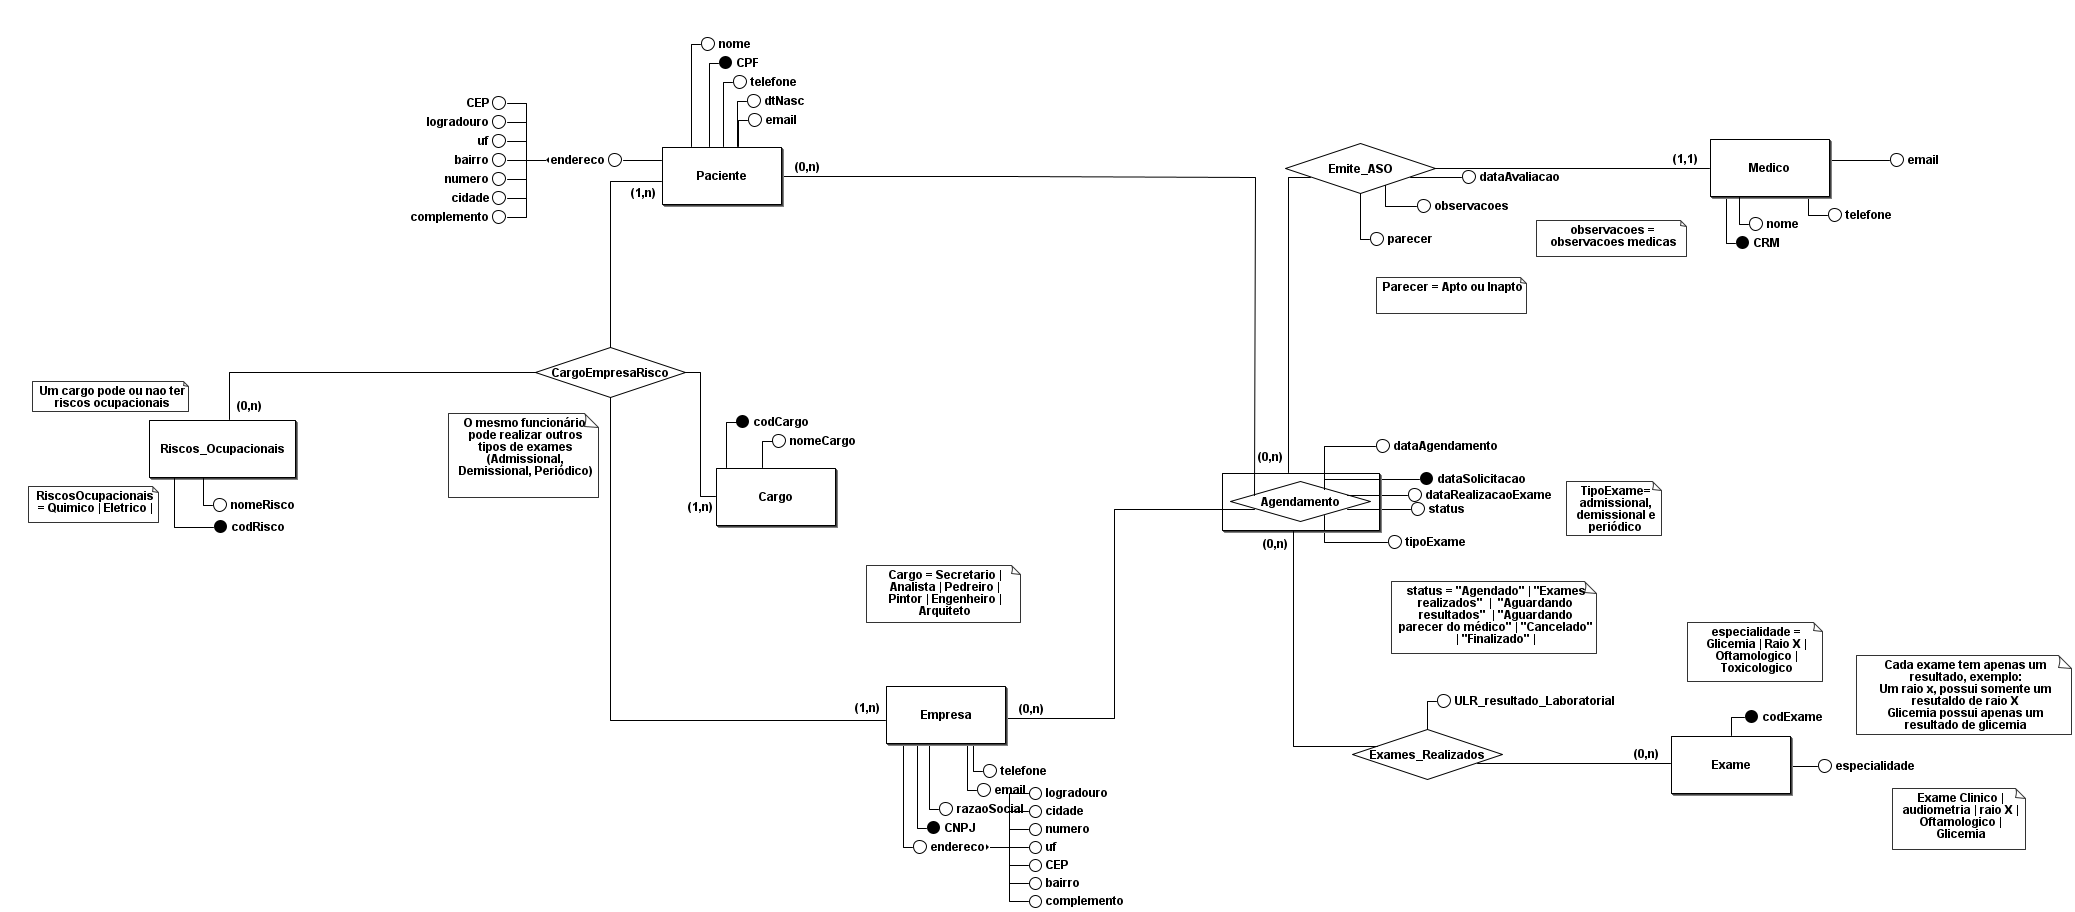 nome
CPF
telefone
dtNasc
email
CEP
logradouro
uf
bairro
numero
cidade
complemento
endereco
Paciente
(0,n)
(1,n)
Emite_ASO
dataAvaliacao
observacoes
parecer
(1,1)
Medico
email
telefone
nome
CRM
observacoes =
observacoes medicas
Parecer = Apto ou Inapto
CargoEmpresaRisco
Um cargo pode ou nao ter
riscos ocupacionais
(0,n)
Riscos_Ocupacionais
RiscosOcupacionais
= Quimico | Eletrico |
nomeRisco
codRisco
O mesmo funcionário
pode realizar outros
tipos de exames
(Admissional,
Demissional, Periódico)
codCargo
nomeCargo
Cargo
(1,n)
(0,n)
Agendamento
(0,n)
dataAgendamento
dataSolicitacao
dataRealizacaoExame
status
tipoExame
TipoExame=
admissional,
demissional e
periódico
Cargo = Secretario |
Analista | Pedreiro |
Pintor | Engenheiro |
Arquiteto
status = "Agendado" | "Exames
realizados" | "Aguardando
resultados" | "Aguardando
parecer do médico" | "Cancelado"
| "Finalizado" |
especialidade =
Glicemia | Raio X |
Oftamologico |
Toxicologico
Cada exame tem apenas um
resultado, exemplo:
Um raio x, possui somente um
resutaldo de raio X
Glicemia possui apenas um
resultado de glicemia
(1,n)
Empresa
(0,n)
ULR_resultado_Laboratorial
Exames_Realizados
(0,n)
codExame
Exame
especialidade
Exame Clinico |
audiometria | raio X |
Oftamologico |
Glicemia
telefone
email
razaoSocial
CNPJ
endereco
logradouro
cidade
numero
uf
CEP
bairro
complemento